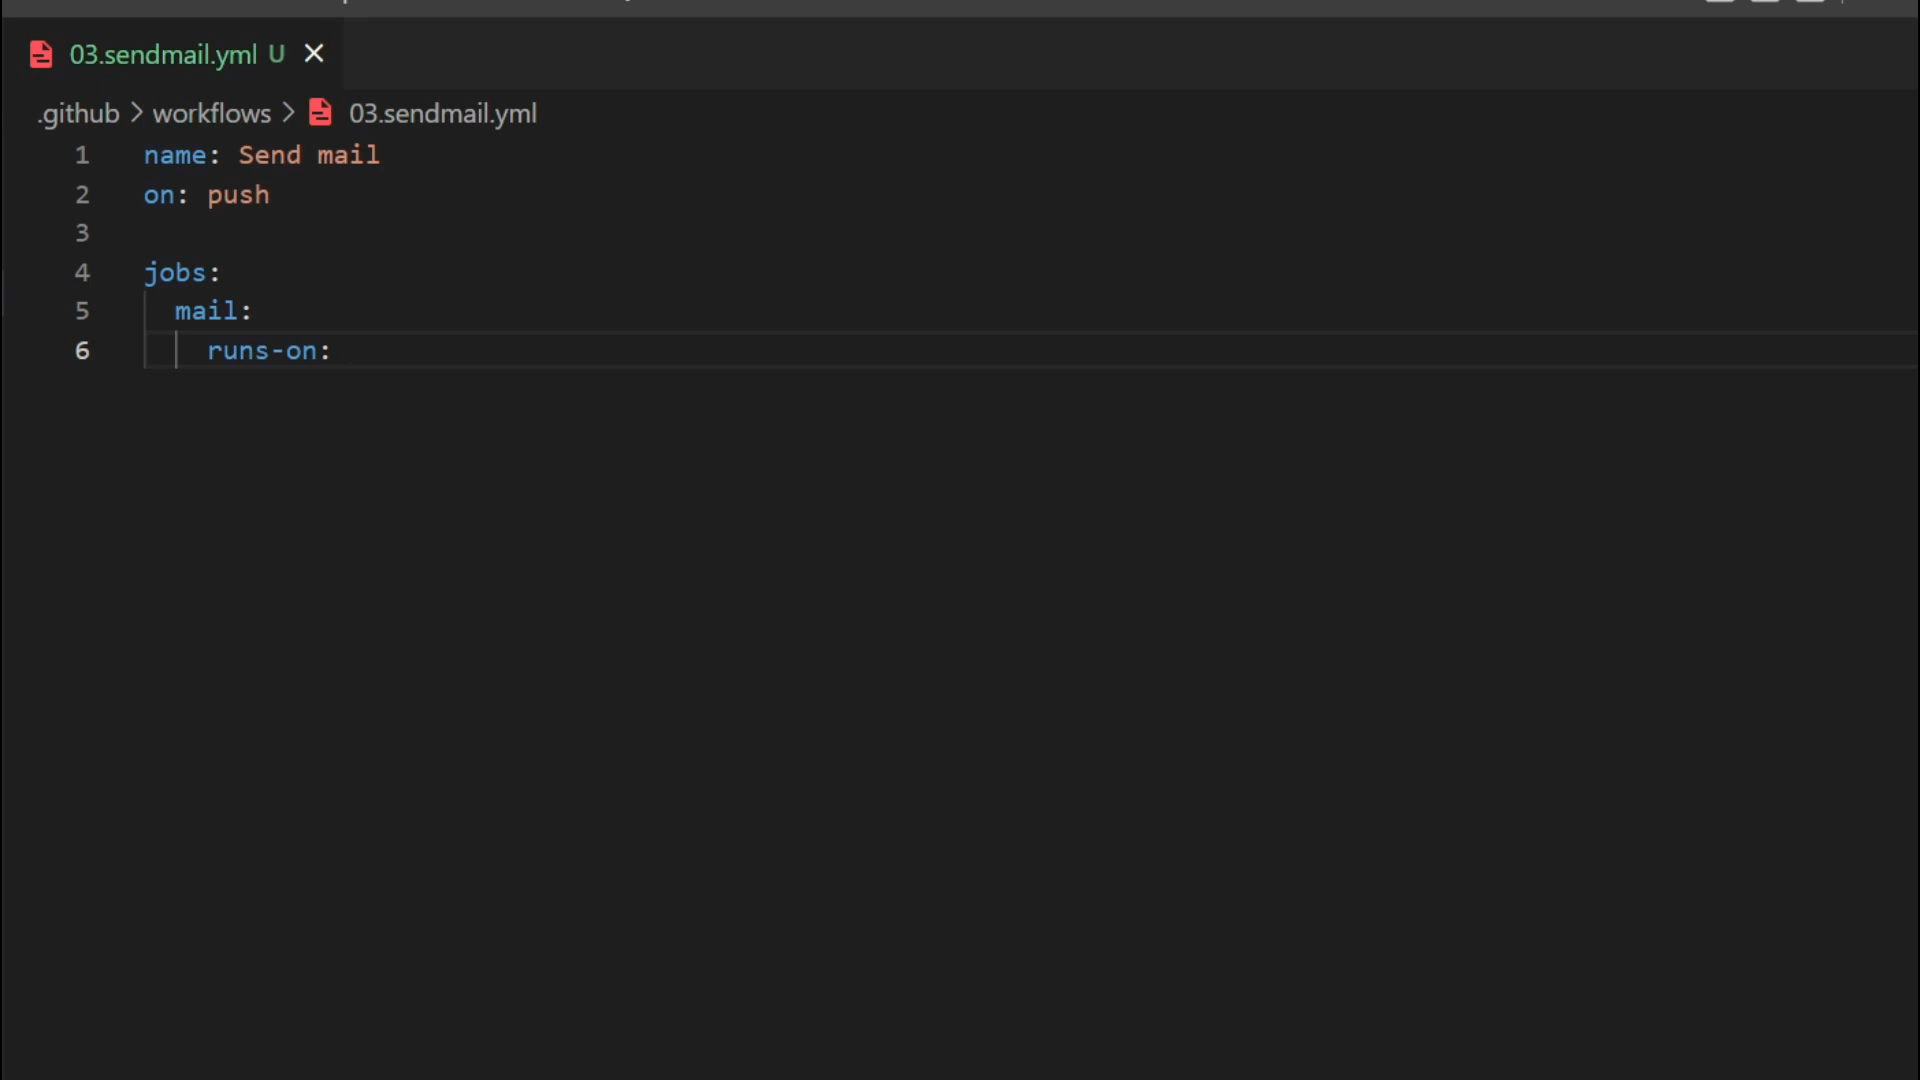 03.sendmail.yml U
.github > workflows > 03.sendmail.yml
1 name: Send mail
2 on: push
3
4 jobs:
5 mail:
6 runs-on: